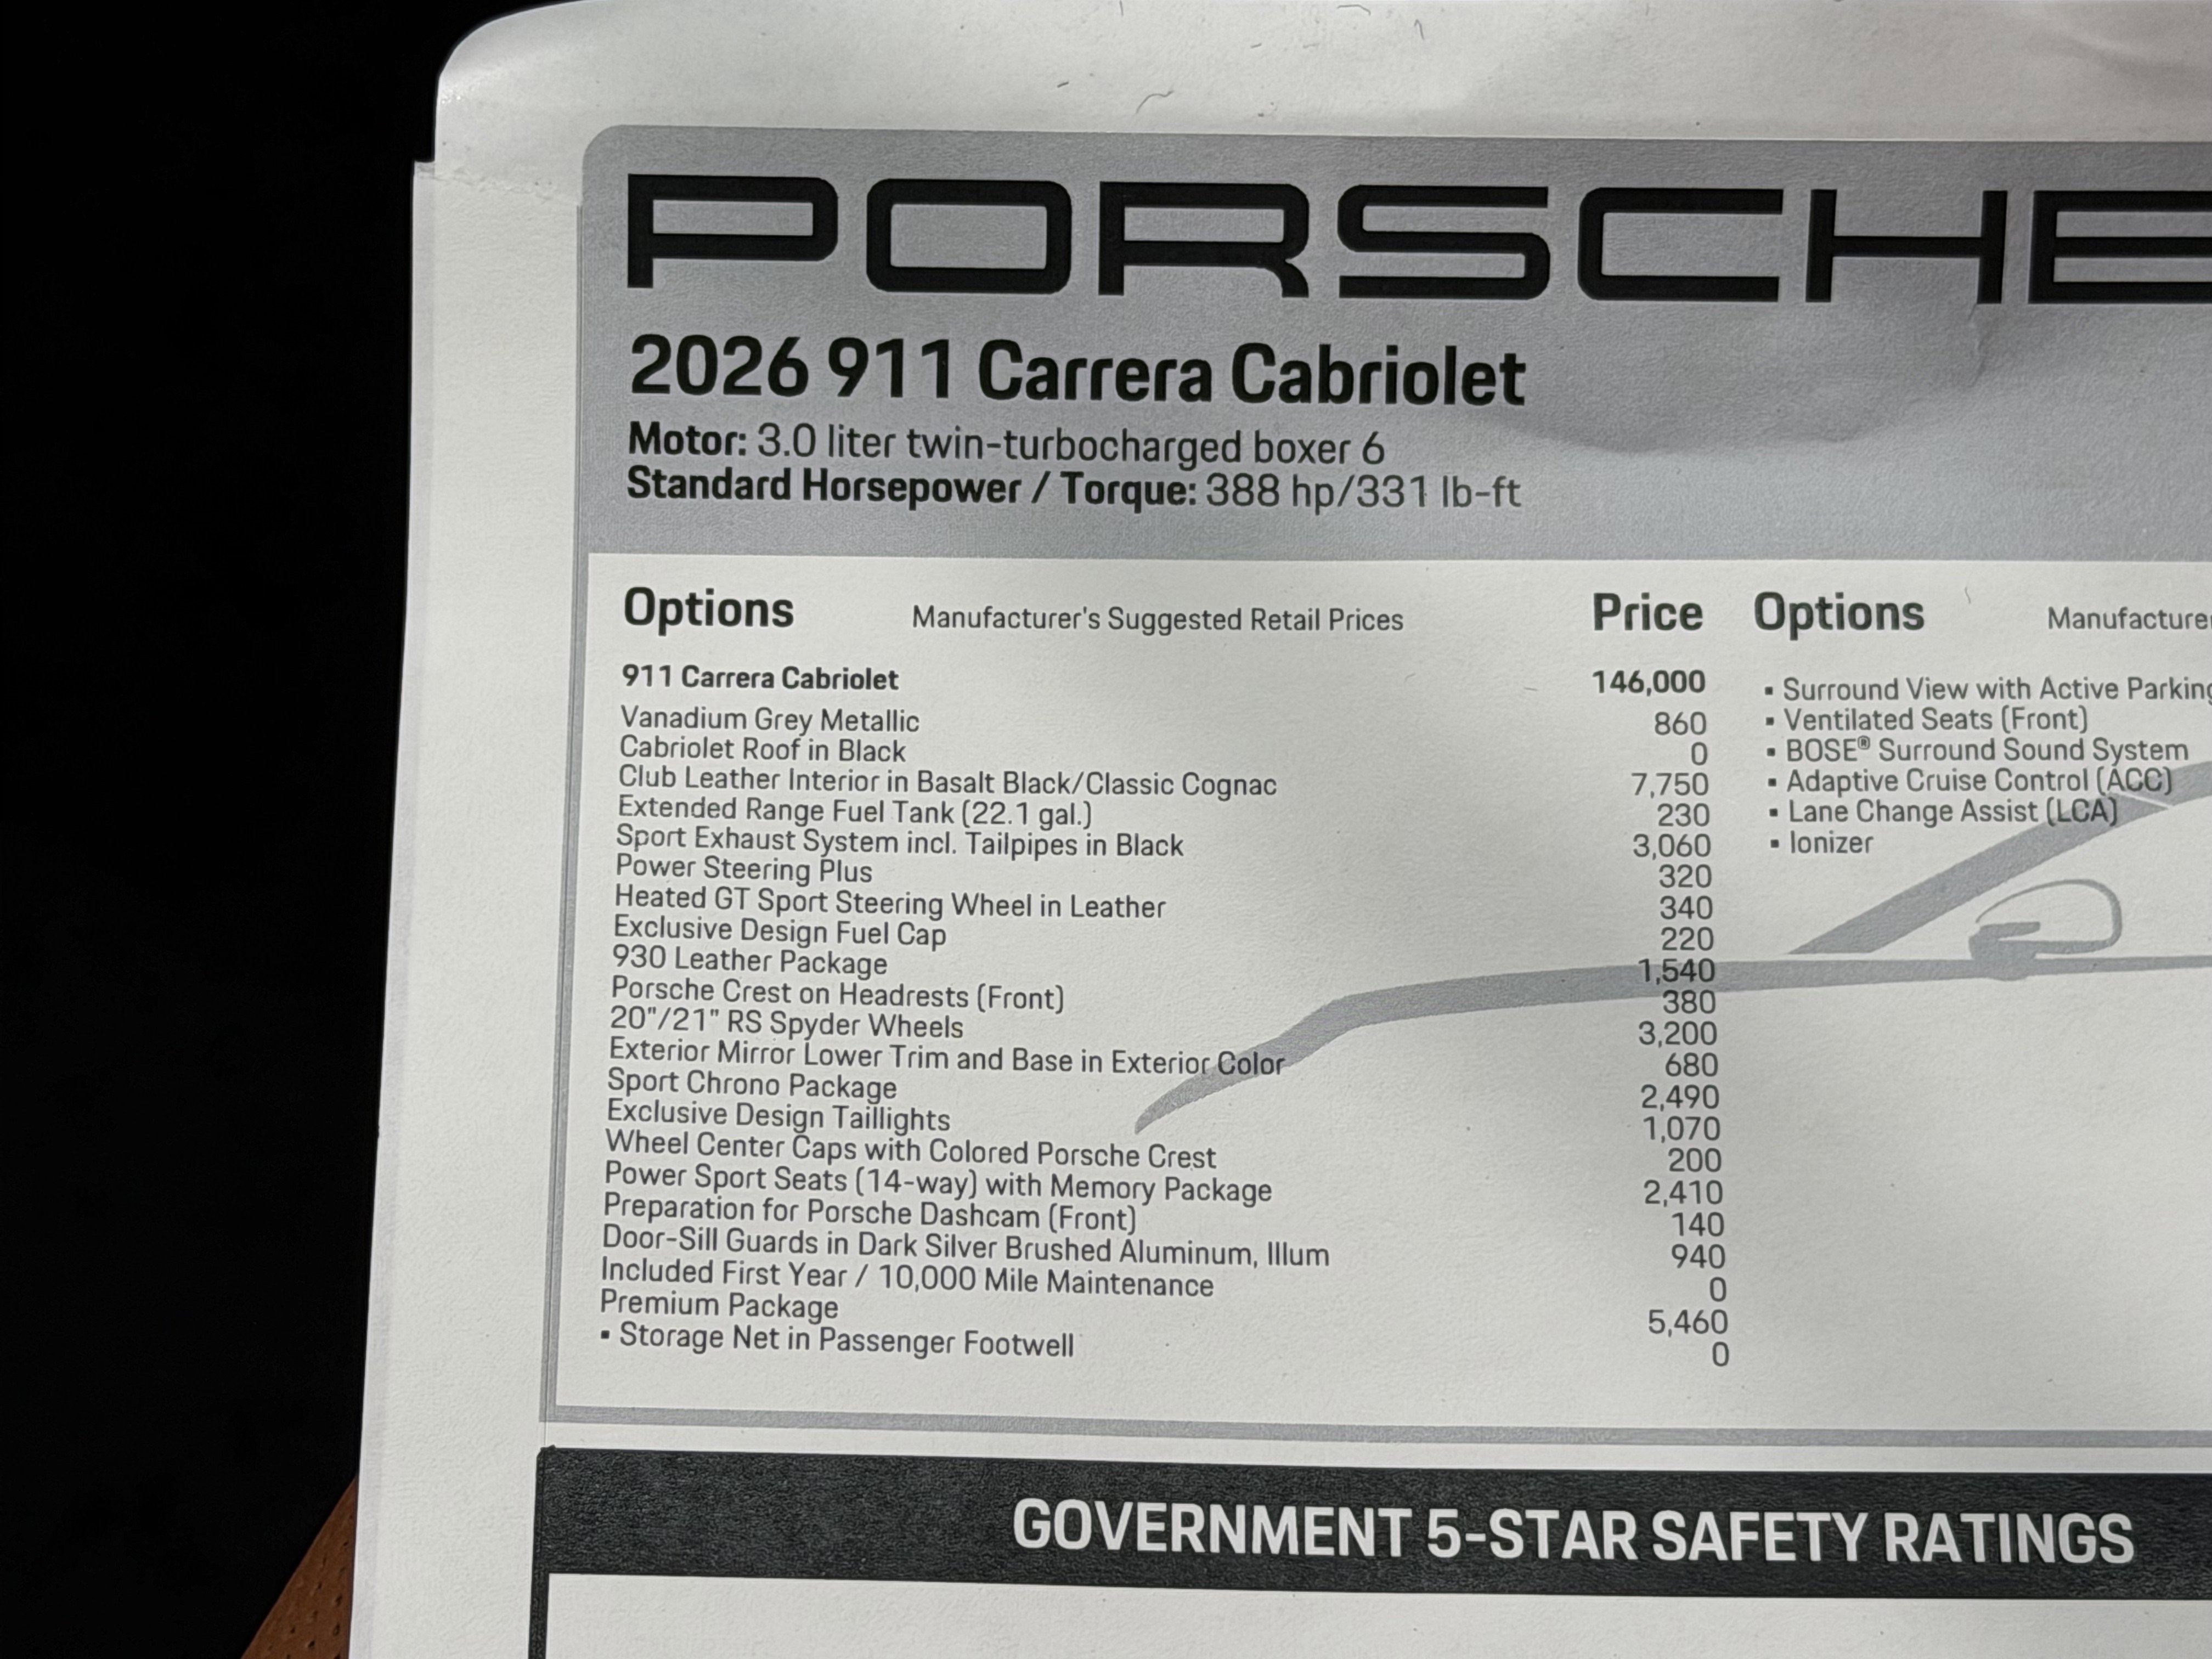 PORSCHE
2026 911 Carrera Cabriolet
Motor: 3.0 liter twin-turbocharged boxer 6
Standard Horsepower / Torque: 388 hp/331 lb-ft
Options Manufacturer's Suggested Retail Prices Price
911 Carrera Cabriolet 146,000
Vanadium Grey Metallic 860
Cabriolet Roof in Black 0
Club Leather Interior in Basalt Black/Classic Cognac 7,750
Extended Range Fuel Tank (22.1 gal.) 230
Sport Exhaust System incl. Tailpipes in Black 3,060
Power Steering Plus 320
Heated GT Sport Steering Wheel in Leather 340
Exclusive Design Fuel Cap 220
930 Leather Package 1,540
Porsche Crest on Headrests (Front) 380
20"/21" RS Spyder Wheels 3,200
Exterior Mirror Lower Trim and Base in Exterior Color 680
Sport Chrono Package 2,490
Exclusive Design Taillights 1,070
Wheel Center Caps with Colored Porsche Crest 200
Power Sport Seats (14-way) with Memory Package 2,410
Preparation for Porsche Dashcam (Front) 140
Door-Sill Guards in Dark Silver Brushed Aluminum, Illum 940
Included First Year / 10,000 Mile Maintenance 0
Premium Package 5,460
▪ Storage Net in Passenger Footwell 0
Options
▪ Surround View with Active Parking
▪ Ventilated Seats (Front)
▪ BOSE® Surround Sound System
▪ Adaptive Cruise Control (ACC)
▪ Lane Change Assist (LCA)
▪ Ionizer
GOVERNMENT 5-STAR SAFETY RATINGS